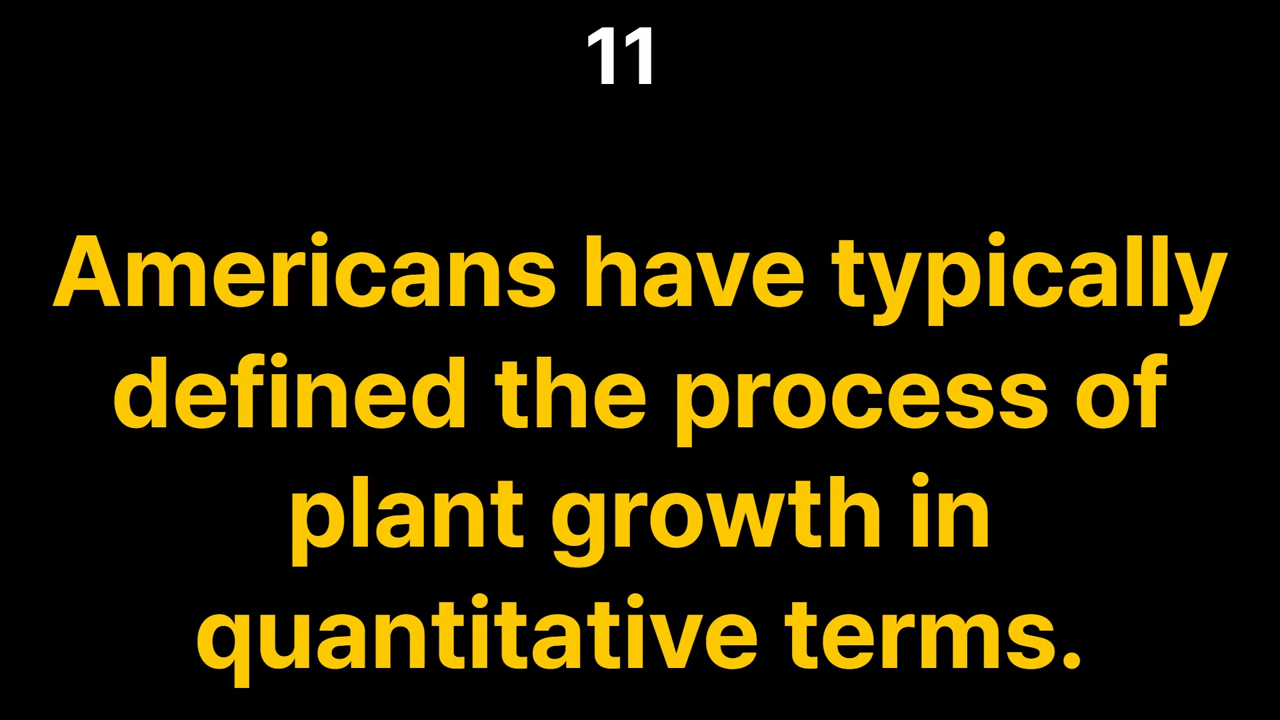 11
Americans have typically
defined the process of
plant growth in
quantitative terms.